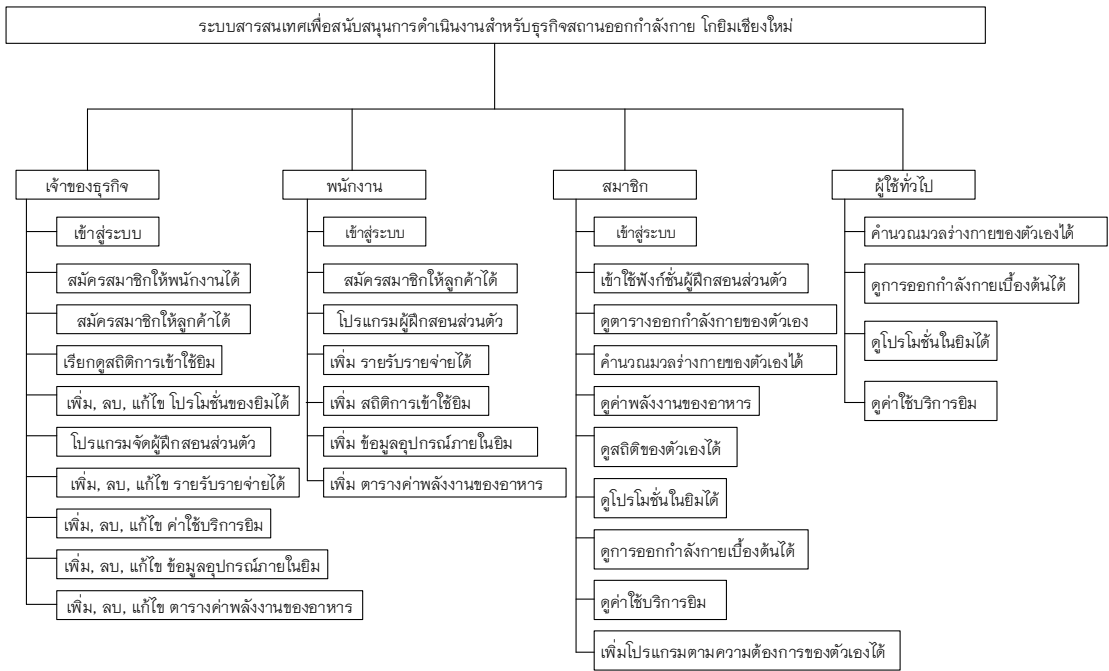 ระบบสารสนเทศเพื่อสนับสนุนการดำเนินงานสำหรับธุรกิจสถานออกกำลังกาย โกยิมเชียงใหม่
เจ้าของธุรกิจ
เข้าสู่ระบบ
สมัครสมาชิกให้พนักงานได้
สมัครสมาชิกให้ลูกค้าได้
เรียกดูสถิติการเข้าใช้ยิม
เพิ่ม, ลบ, แก้ไข โปรโมชั่นของยิมได้
โปรแกรมจัดผู้ฝึกสอนส่วนตัว
เพิ่ม, ลบ, แก้ไข รายรับรายจ่ายได้
เพิ่ม, ลบ, แก้ไข ค่าใช้บริการยิม
เพิ่ม, ลบ, แก้ไข ข้อมูลอุปกรณ์ภายในยิม
เพิ่ม, ลบ, แก้ไข ตารางค่าพลังงานของอาหาร
พนักงาน
เข้าสู่ระบบ
สมัครสมาชิกให้ลูกค้าได้
โปรแกรมผู้ฝึกสอนส่วนตัว
เพิ่ม รายรับรายจ่ายได้
เพิ่ม สถิติการเข้าใช้ยิม
เพิ่ม ข้อมูลอุปกรณ์ภายในยิม
เพิ่ม ตารางค่าพลังงานของอาหาร
สมาชิก
เข้าสู่ระบบ
เข้าใช้ฟังก์ชั่นผู้ฝึกสอนส่วนตัว
ดูตารางออกกำลังกายของตัวเอง
คำนวณมวลร่างกายของตัวเองได้
ดูค่าพลังงานของอาหาร
ดูสถิติของตัวเองได้
ดูโปรโมชั่นในยิมได้
ดูการออกกำลังกายเบื้องต้นได้
ดูค่าใช้บริการยิม
เพิ่มโปรแกรมตามความต้องการของตัวเองได้
ผู้ใช้ทั่วไป
คำนวณมวลร่างกายของตัวเองได้
ดูการออกกำลังกายเบื้องต้นได้
ดูโปรโมชั่นในยิมได้
ดูค่าใช้บริการยิม